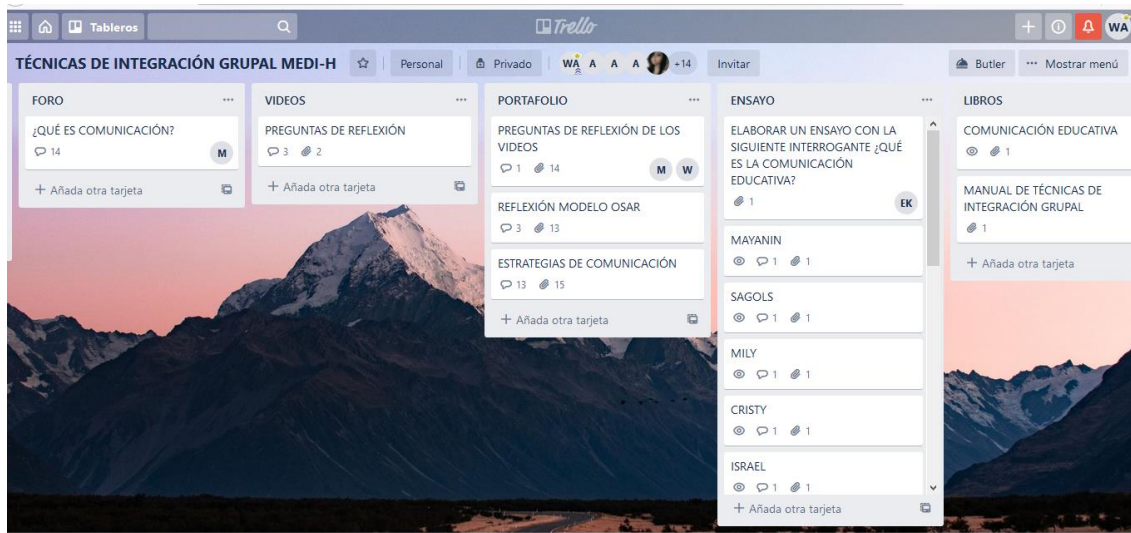 Tableros
Trello
WA
TÉCNICAS DE INTEGRACIÓN GRUPAL MEDI-H
Personal
Privado
WA A A A +14
Invitar
Butler
Mostrar menú
FORO
¿QUÉ ES COMUNICACIÓN?
14
M
+ Añada otra tarjeta
VIDEOS
PREGUNTAS DE REFLEXIÓN
3 2
+ Añada otra tarjeta
PORTAFOLIO
PREGUNTAS DE REFLEXIÓN DE LOS
VIDEOS
1 14
M W
REFLEXIÓN MODELO OSAR
3 13
ESTRATEGIAS DE COMUNICACIÓN
13 15
+ Añada otra tarjeta
ENSAYO
ELABORAR UN ENSAYO CON LA
SIGUIENTE INTERROGANTE ¿QUÉ
ES LA COMUNICACIÓN
EDUCATIVA?
1
EK
MAYANIN
1 1
SAGOLS
1 1
MILY
1 1
CRISTY
1 1
ISRAEL
1 1
+ Añada otra tarjeta
LIBROS
COMUNICACIÓN EDUCATIVA
1
MANUAL DE TÉCNICAS DE
INTEGRACIÓN GRUPAL
1
+ Añada otra tarjeta